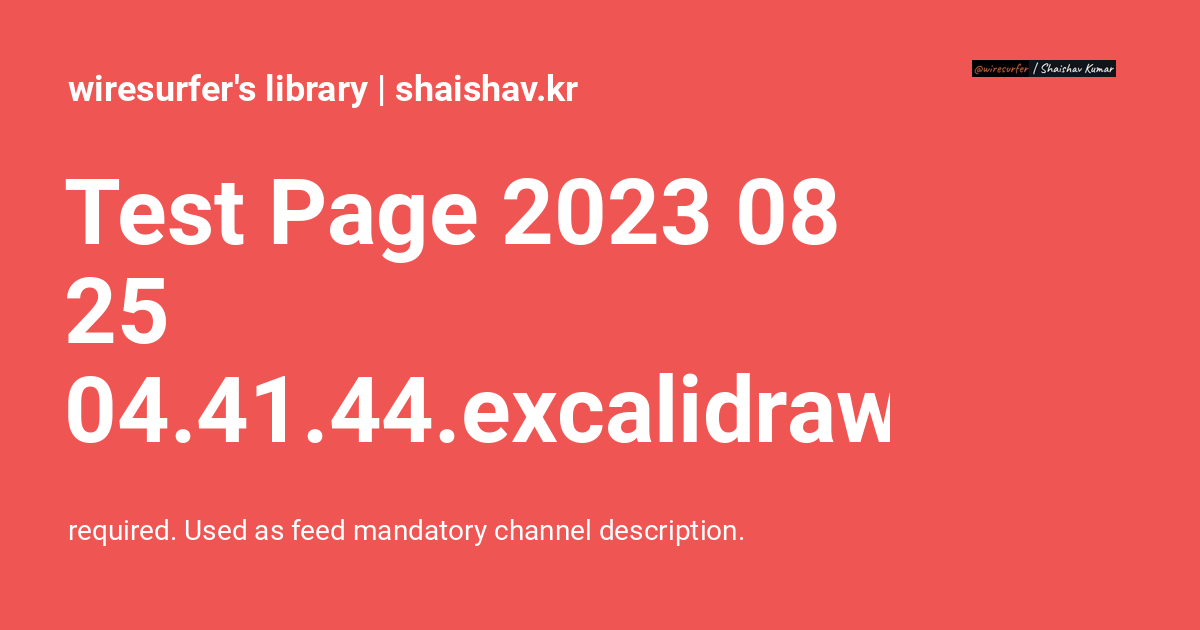 wiresurfer's library | shaishav.kr
@wiresurfer | Shaishav Kumar
Test Page 2023 08
25
04.41.44.excalidraw
required. Used as feed mandatory channel description.